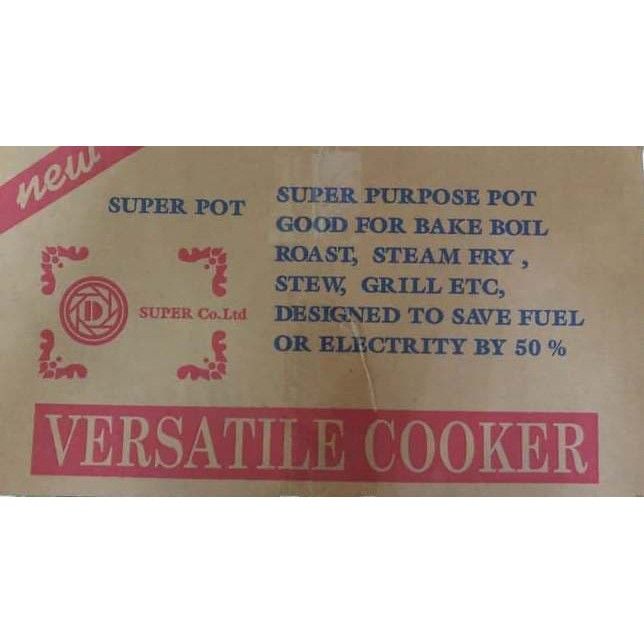 new
SUPER POT
SUPER PURPOSE POT
GOOD FOR BAKE BOIL
ROAST, STEAM FRY ,
STEW, GRILL ETC,
DESIGNED TO SAVE FUEL
OR ELECTRITY BY 50 %
D
SUPER Co.Ltd
VERSATILE COOKER